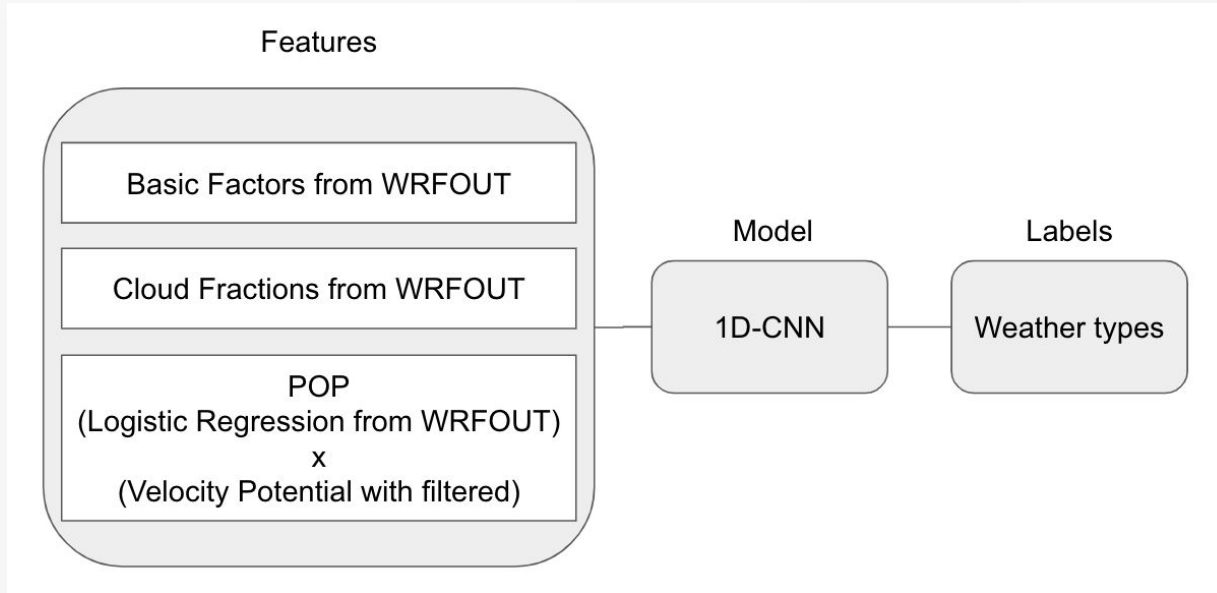 Features
Basic Factors from WRFOUT
Cloud Fractions from WRFOUT
POP
(Logistic Regression from WRFOUT)
x
(Velocity Potential with filtered)
Model
1D-CNN
Labels
Weather types